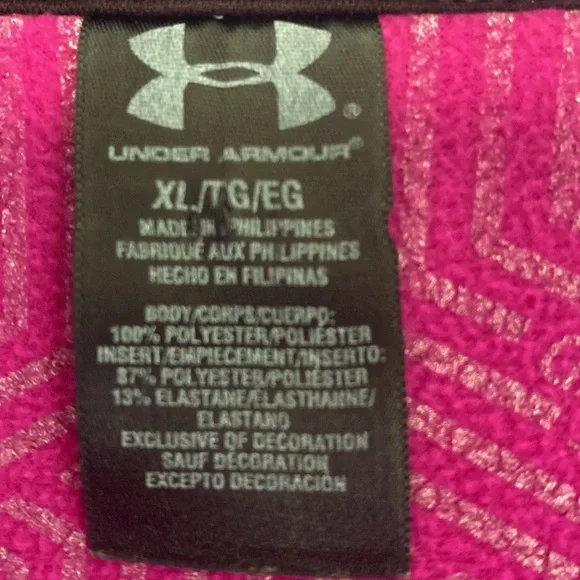 UNDER ARMOUR®
XL/TG/EG
MADE IN PHILIPPINES
FABRIQUÉ AUX PHILIPPINES
HECHO EN FILIPINAS
BODY/CORPS/CUERPO:
100% POLYESTER/POLIÉSTER
INSERT/EMPIECEMENT/INSERTO:
87% POLYESTER/POLIÉSTER
13% ELASTANE/ELASTHANNE/
ELASTANO
EXCLUSIVE OF DECORATION
SAUF DÉCORATION
EXCEPTO DECORACIÓN